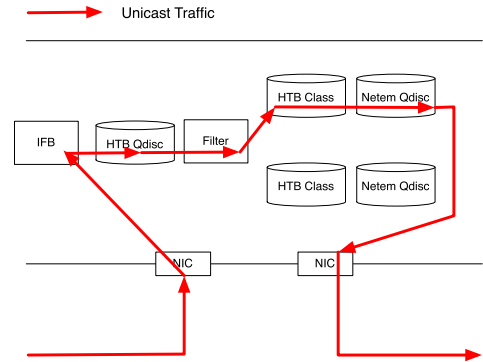 Unicast Traffic
HTB Class
Netem Qdisc
IFB
HTB Qdisc
Filter
HTB Class
Netem Qdisc
NIC
NIC